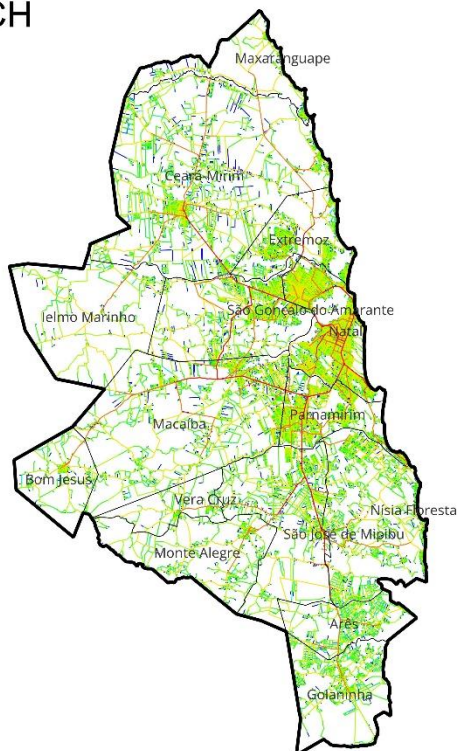 CH
Maxaranguape
Ceará-Mirim
Extremoz
Ielmo Marinho
São Gonçalo do Amarante
Natal
Parnamirim
Macaíba
Bom Jesus
Vera Cruz
Nísia Floresta
São José de Mipibu
Monte Alegre
Arês
Goianinha